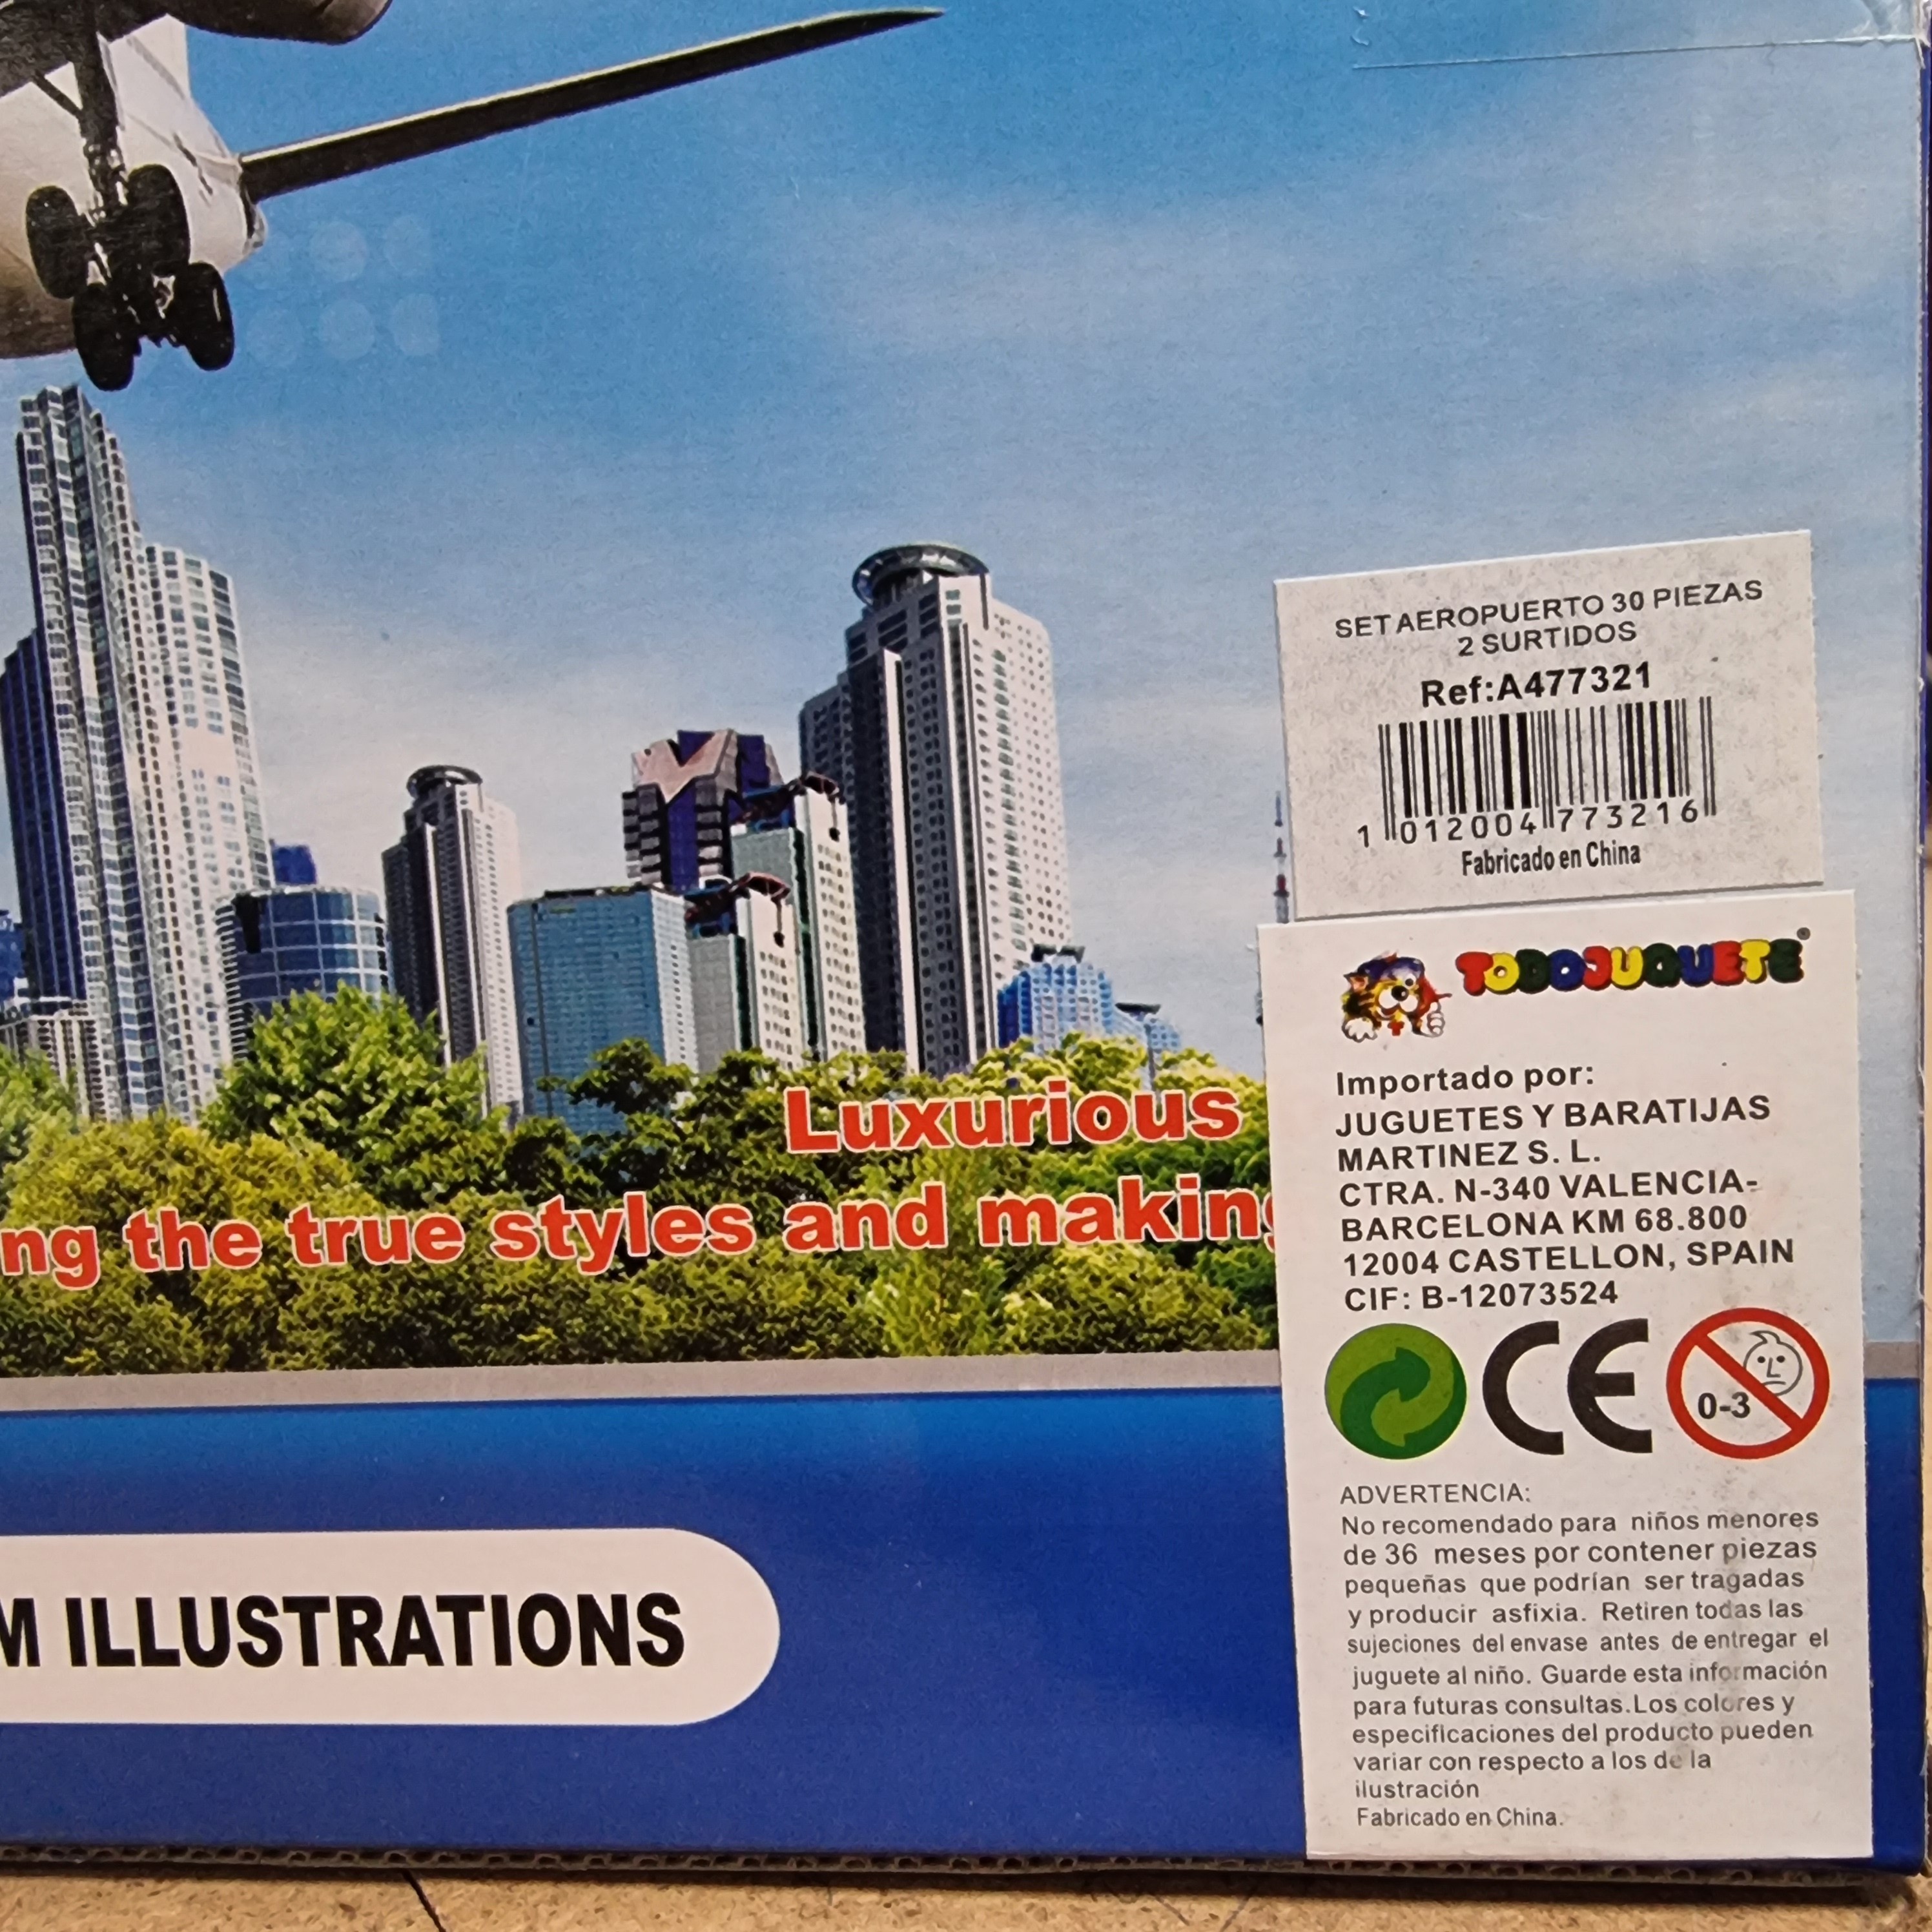 SET AEROPUERTO 30 PIEZAS
2 SURTIDOS
Ref:A477321
1 012004 773216
Fabricado en China
TODOJUGUETE®
Importado por:
JUGUETES Y BARATIJAS
MARTINEZ S. L.
CTRA. N-340 VALENCIA-
BARCELONA KM 68.800
12004 CASTELLON, SPAIN
CIF: B-12073524
CE
0-3
ADVERTENCIA:
No recomendado para niños menores
de 36 meses por contener piezas
pequeñas que podrían ser tragadas
y producir asfixia. Retiren todas las
sujeciones del envase antes de entregar el
juguete al niño. Guarde esta información
para futuras consultas.Los colores y
especificaciones del producto pueden
variar con respecto a los de la
ilustración
Fabricado en China.
Luxurious
ng the true styles and making
M ILLUSTRATIONS